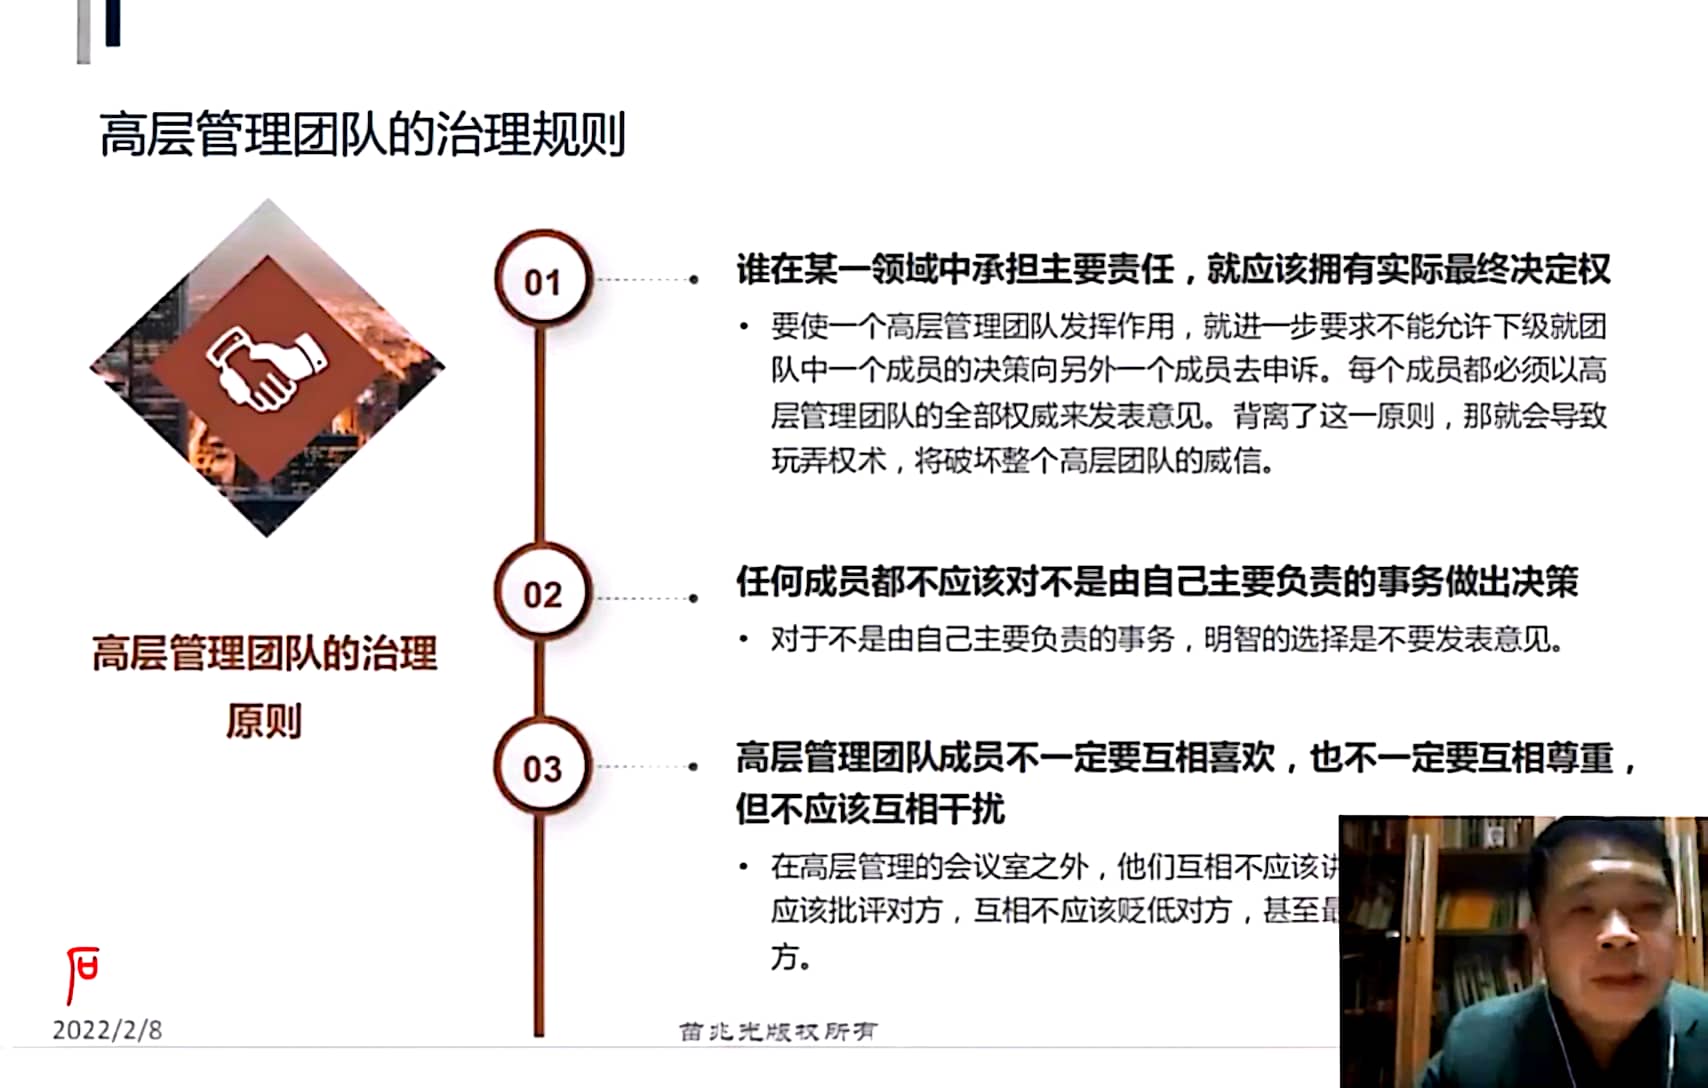 高层管理团队的治理规则
01
谁在某一领域中承担主要责任，就应该拥有实际最终决定权
• 要使一个高层管理团队发挥作用，就进一步要求不能允许下级就团
队中一个成员的决策向另外一个成员去申诉。每个成员都必须以高
层管理团队的全部权威来发表意见。背离了这一原则，那就会导致
玩弄权术，将破坏整个高层团队的威信。
02
任何成员都不应该对不是由自己主要负责的事务做出决策
• 对于不是由自己主要负责的事务，明智的选择是不要发表意见。
高层管理团队的治理
原则
03
高层管理团队成员不一定要互相喜欢，也不一定要互相尊重，
但不应该互相干扰
• 在高层管理的会议室之外，他们互相不应该
应该批评对方，互相不应该贬低对方，甚至
方。
2022/2/8
苗兆光版权所有